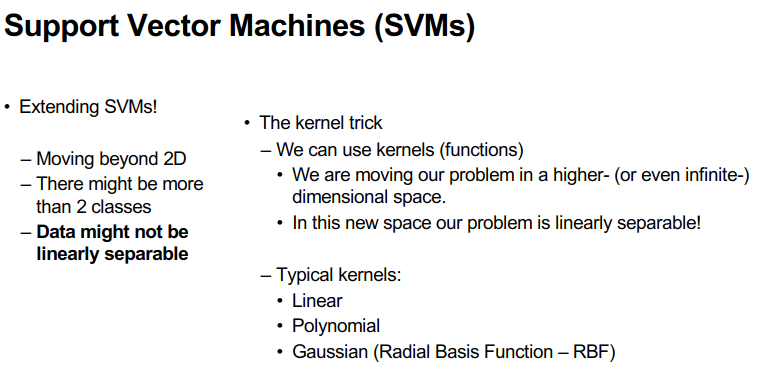 Support Vector Machines (SVMs)
• Extending SVMs!
– Moving beyond 2D
– There might be more
than 2 classes
– Data might not be
linearly separable
• The kernel trick
– We can use kernels (functions)
• We are moving our problem in a higher- (or even infinite-)
dimensional space.
• In this new space our problem is linearly separable!
– Typical kernels:
• Linear
• Polynomial
• Gaussian (Radial Basis Function – RBF)